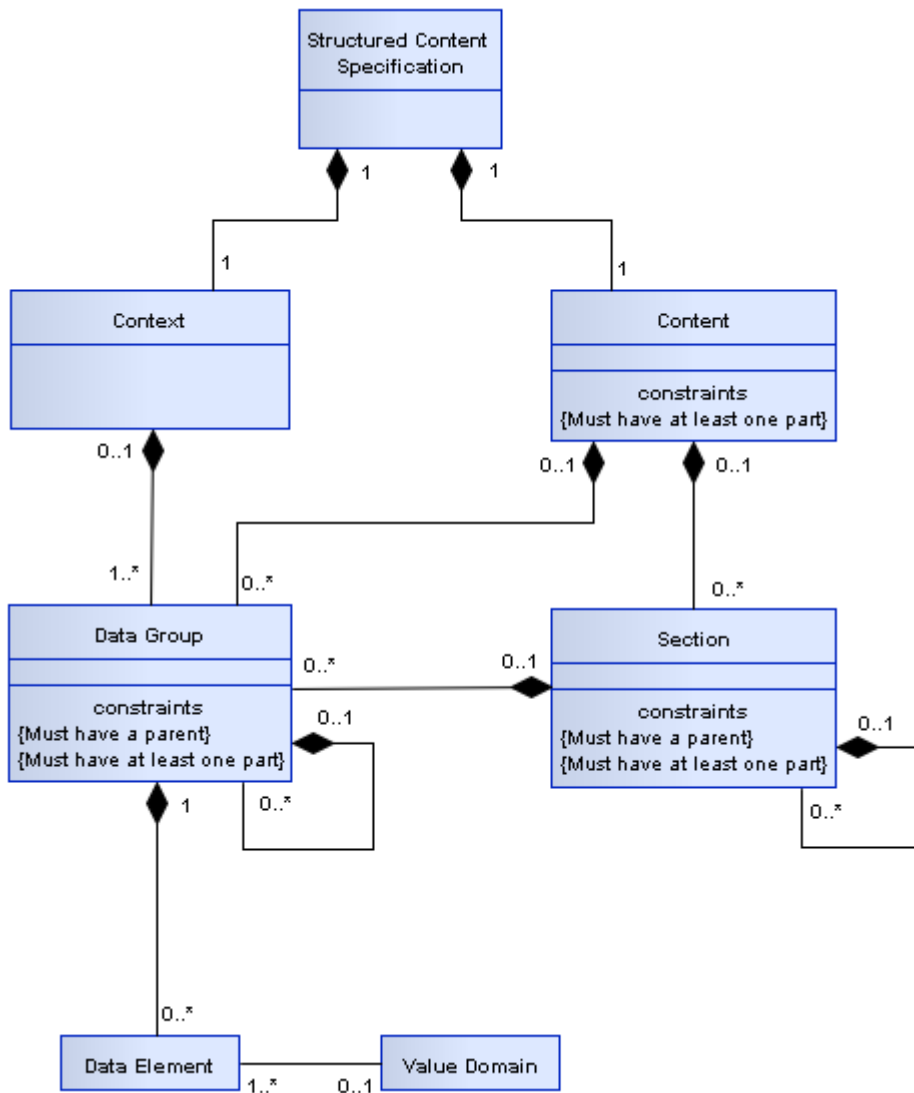 Structured Content
Specification
1
1
1
1
Context
Content
constraints
{Must have at least one part}
0..1
0..1
0..1
1..*
0..*
0..*
Data Group
Section
0..*
0..1
constraints
{Must have a parent}
{Must have at least one part}
0..1
constraints
{Must have a parent}
{Must have at least one part}
0..1
1
0..*
0..*
0..*
Data Element
Value Domain
1..*
0..1